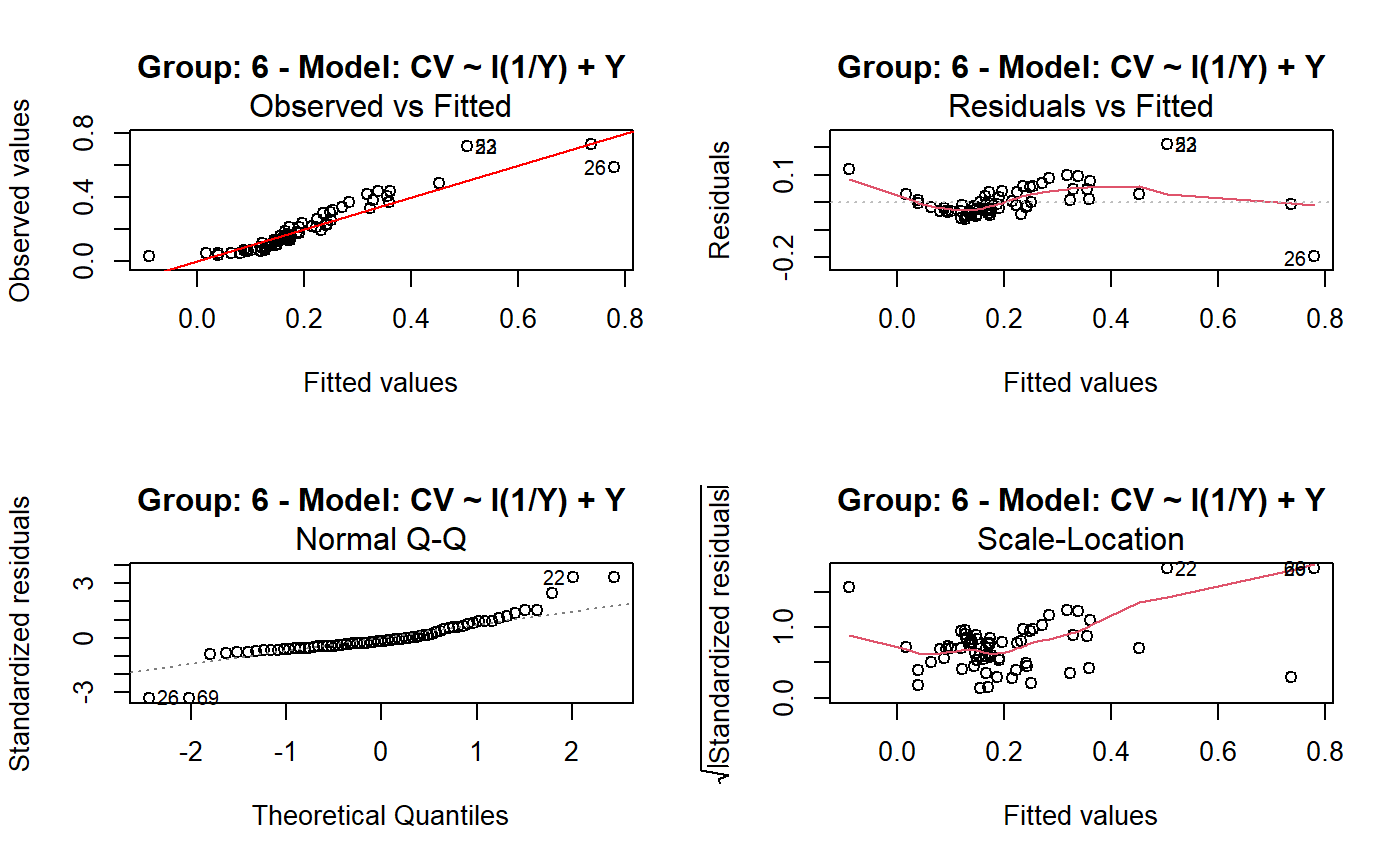 Group: 6 - Model: CV ~ I(1/Y) + Y
Observed vs Fitted
Observed values
0.0 0.4 0.8
22
26
0.0 0.2 0.4 0.6 0.8
Fitted values
Group: 6 - Model: CV ~ I(1/Y) + Y
Residuals vs Fitted
Residuals
-0.2 0.1
22
26
0.0 0.2 0.4 0.6 0.8
Fitted values
Group: 6 - Model: CV ~ I(1/Y) + Y
Normal Q-Q
Standardized residuals
-3 0 3
22
26 69
-2 -1 0 1 2
Theoretical Quantiles
Group: 6 - Model: CV ~ I(1/Y) + Y
Scale-Location
√|Standardized residuals|
0.0 1.0
22
0.0 0.2 0.4 0.6 0.8
Fitted values